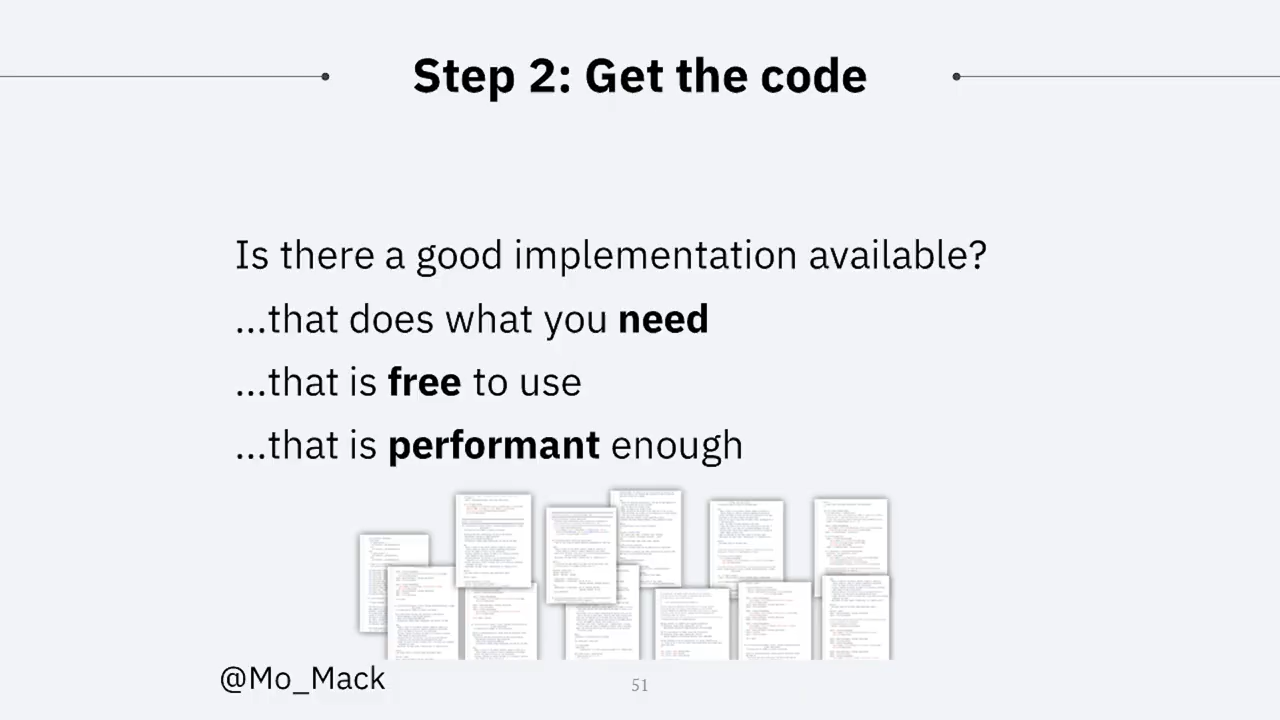 Step 2: Get the code
Is there a good implementation available?
...that does what you need
...that is free to use
...that is performant enough
@Mo_Mack
51